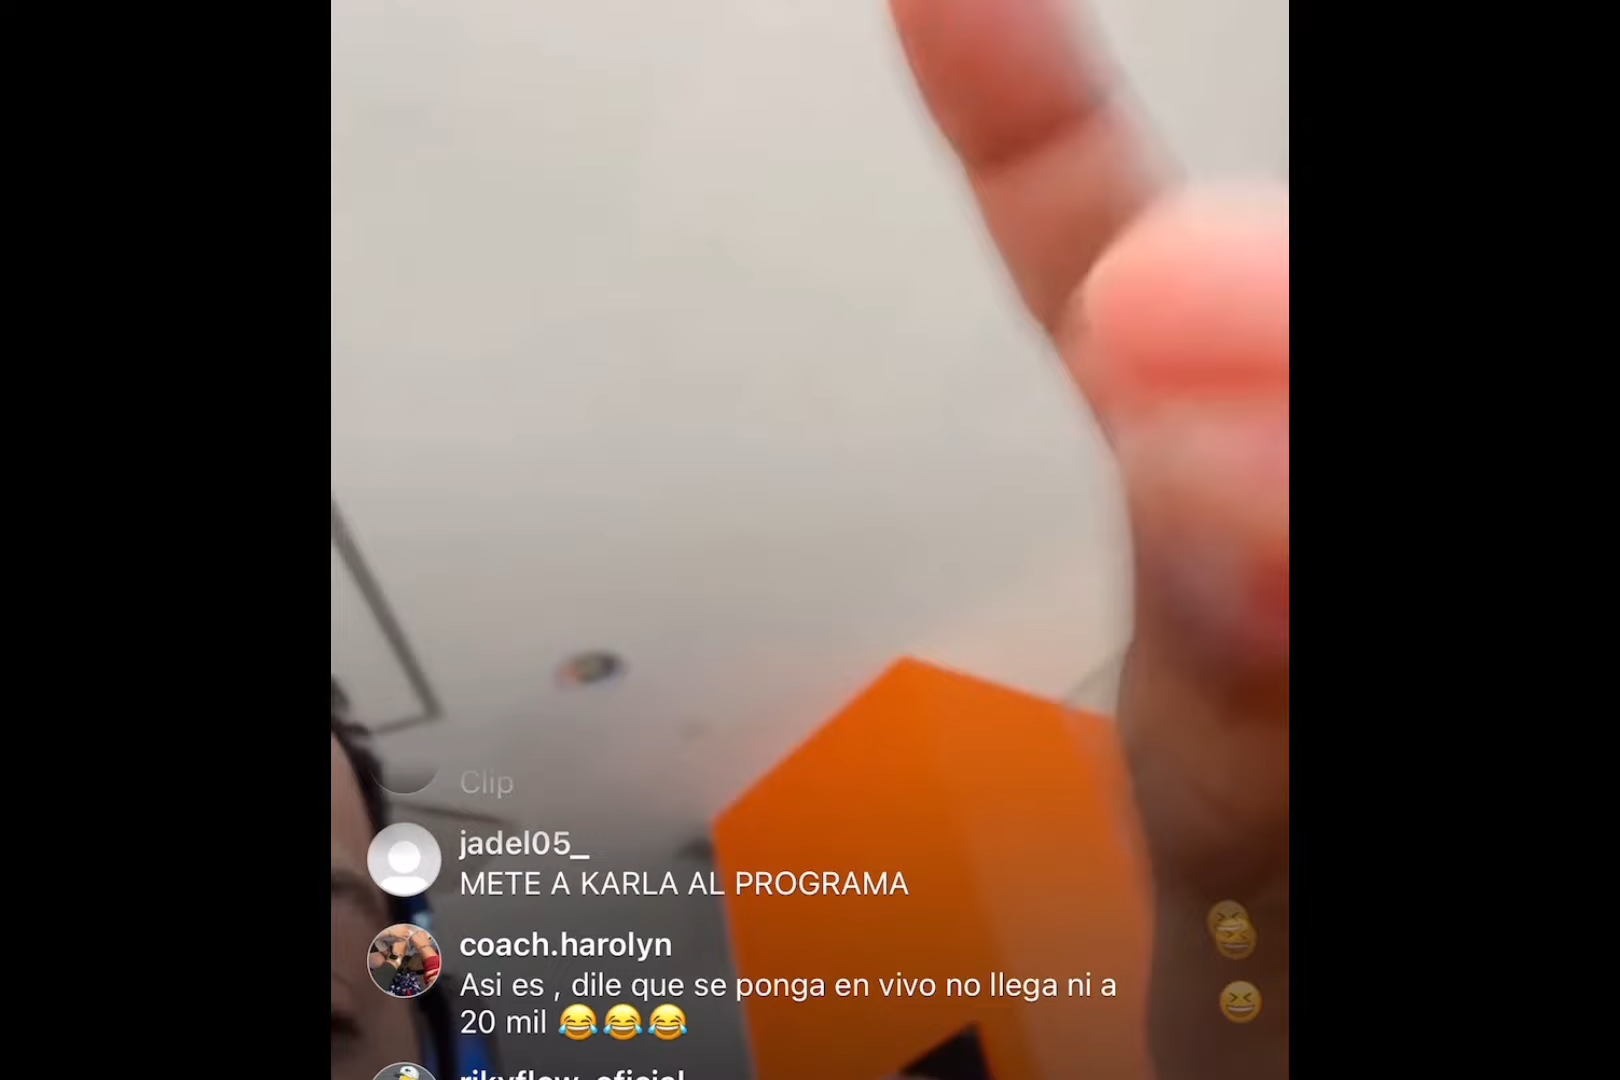 Clip
jadel05_
METE A KARLA AL PROGRAMA
coach.harolyn
Asi es , dile que se ponga en vivo no llega ni a
20 mil 😂😂😂